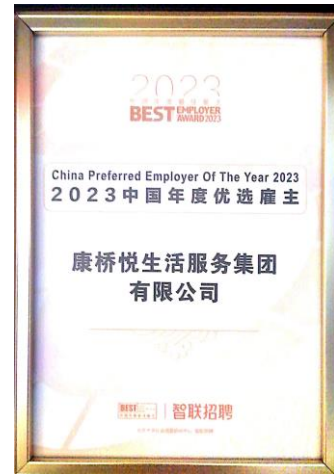 2023
BEST EMPLOYER AWARD 2023
China Preferred Employer Of The Year 2023
2023中国年度优选雇主
康桥悦生活服务集团
有限公司
BEST
智联招聘